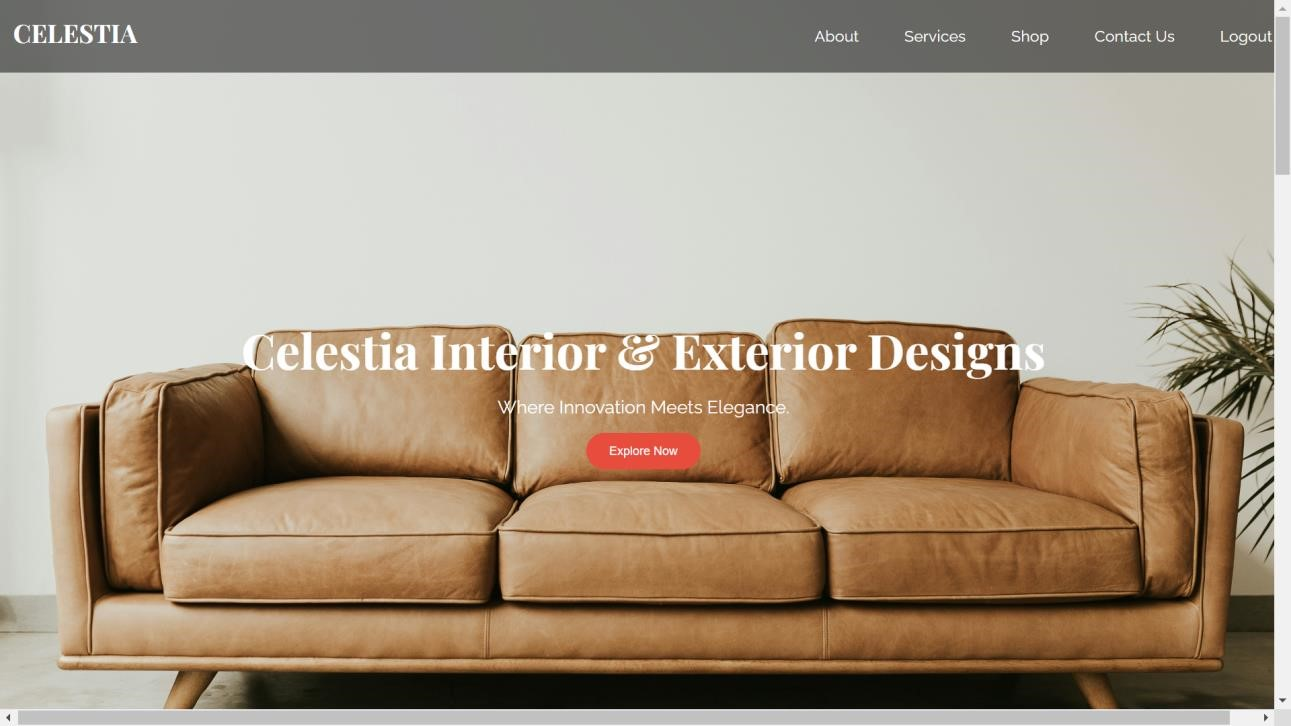 CELESTIA
About Services Shop Contact Us Logout
Celestia Interior & Exterior Designs
Where Innovation Meets Elegance.
Explore Now